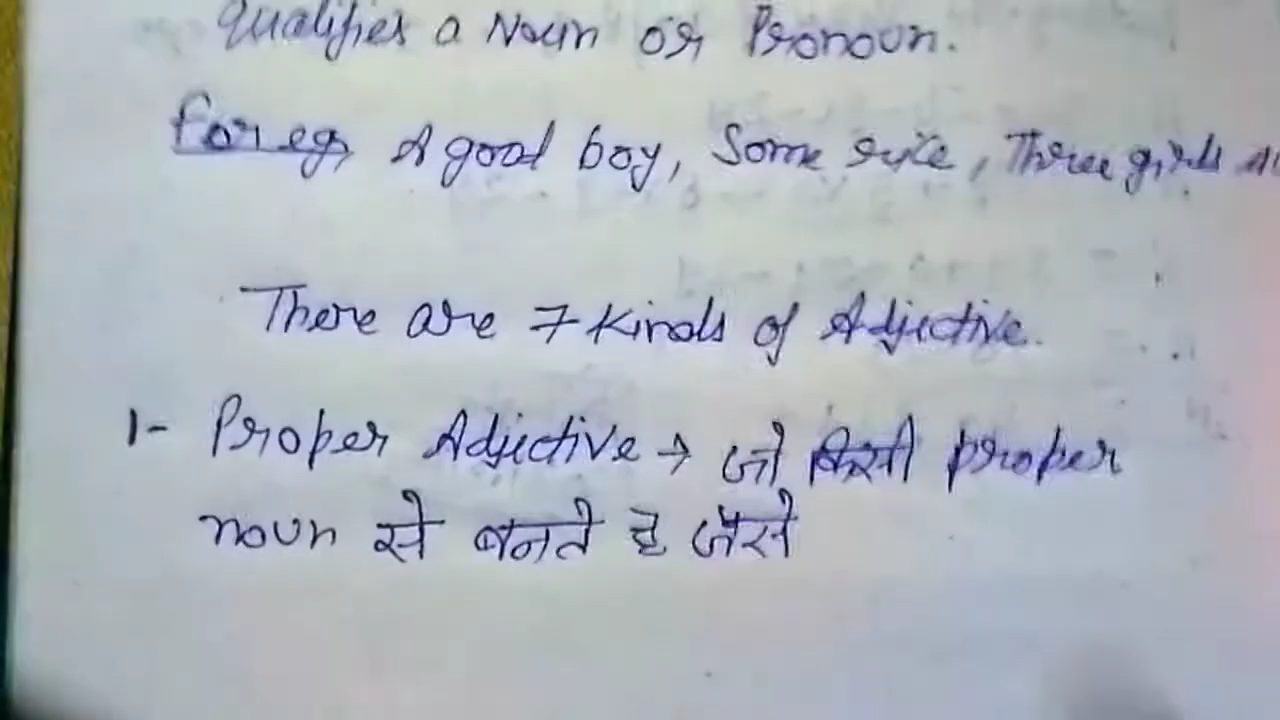 Qualifies a Noun or Pronoun.
For eg, A good boy, Some rice, Three girls
There are 7 Kinds of Adjective.
1- Proper Adjective → जो किसी proper
noun से बनते है जैसे